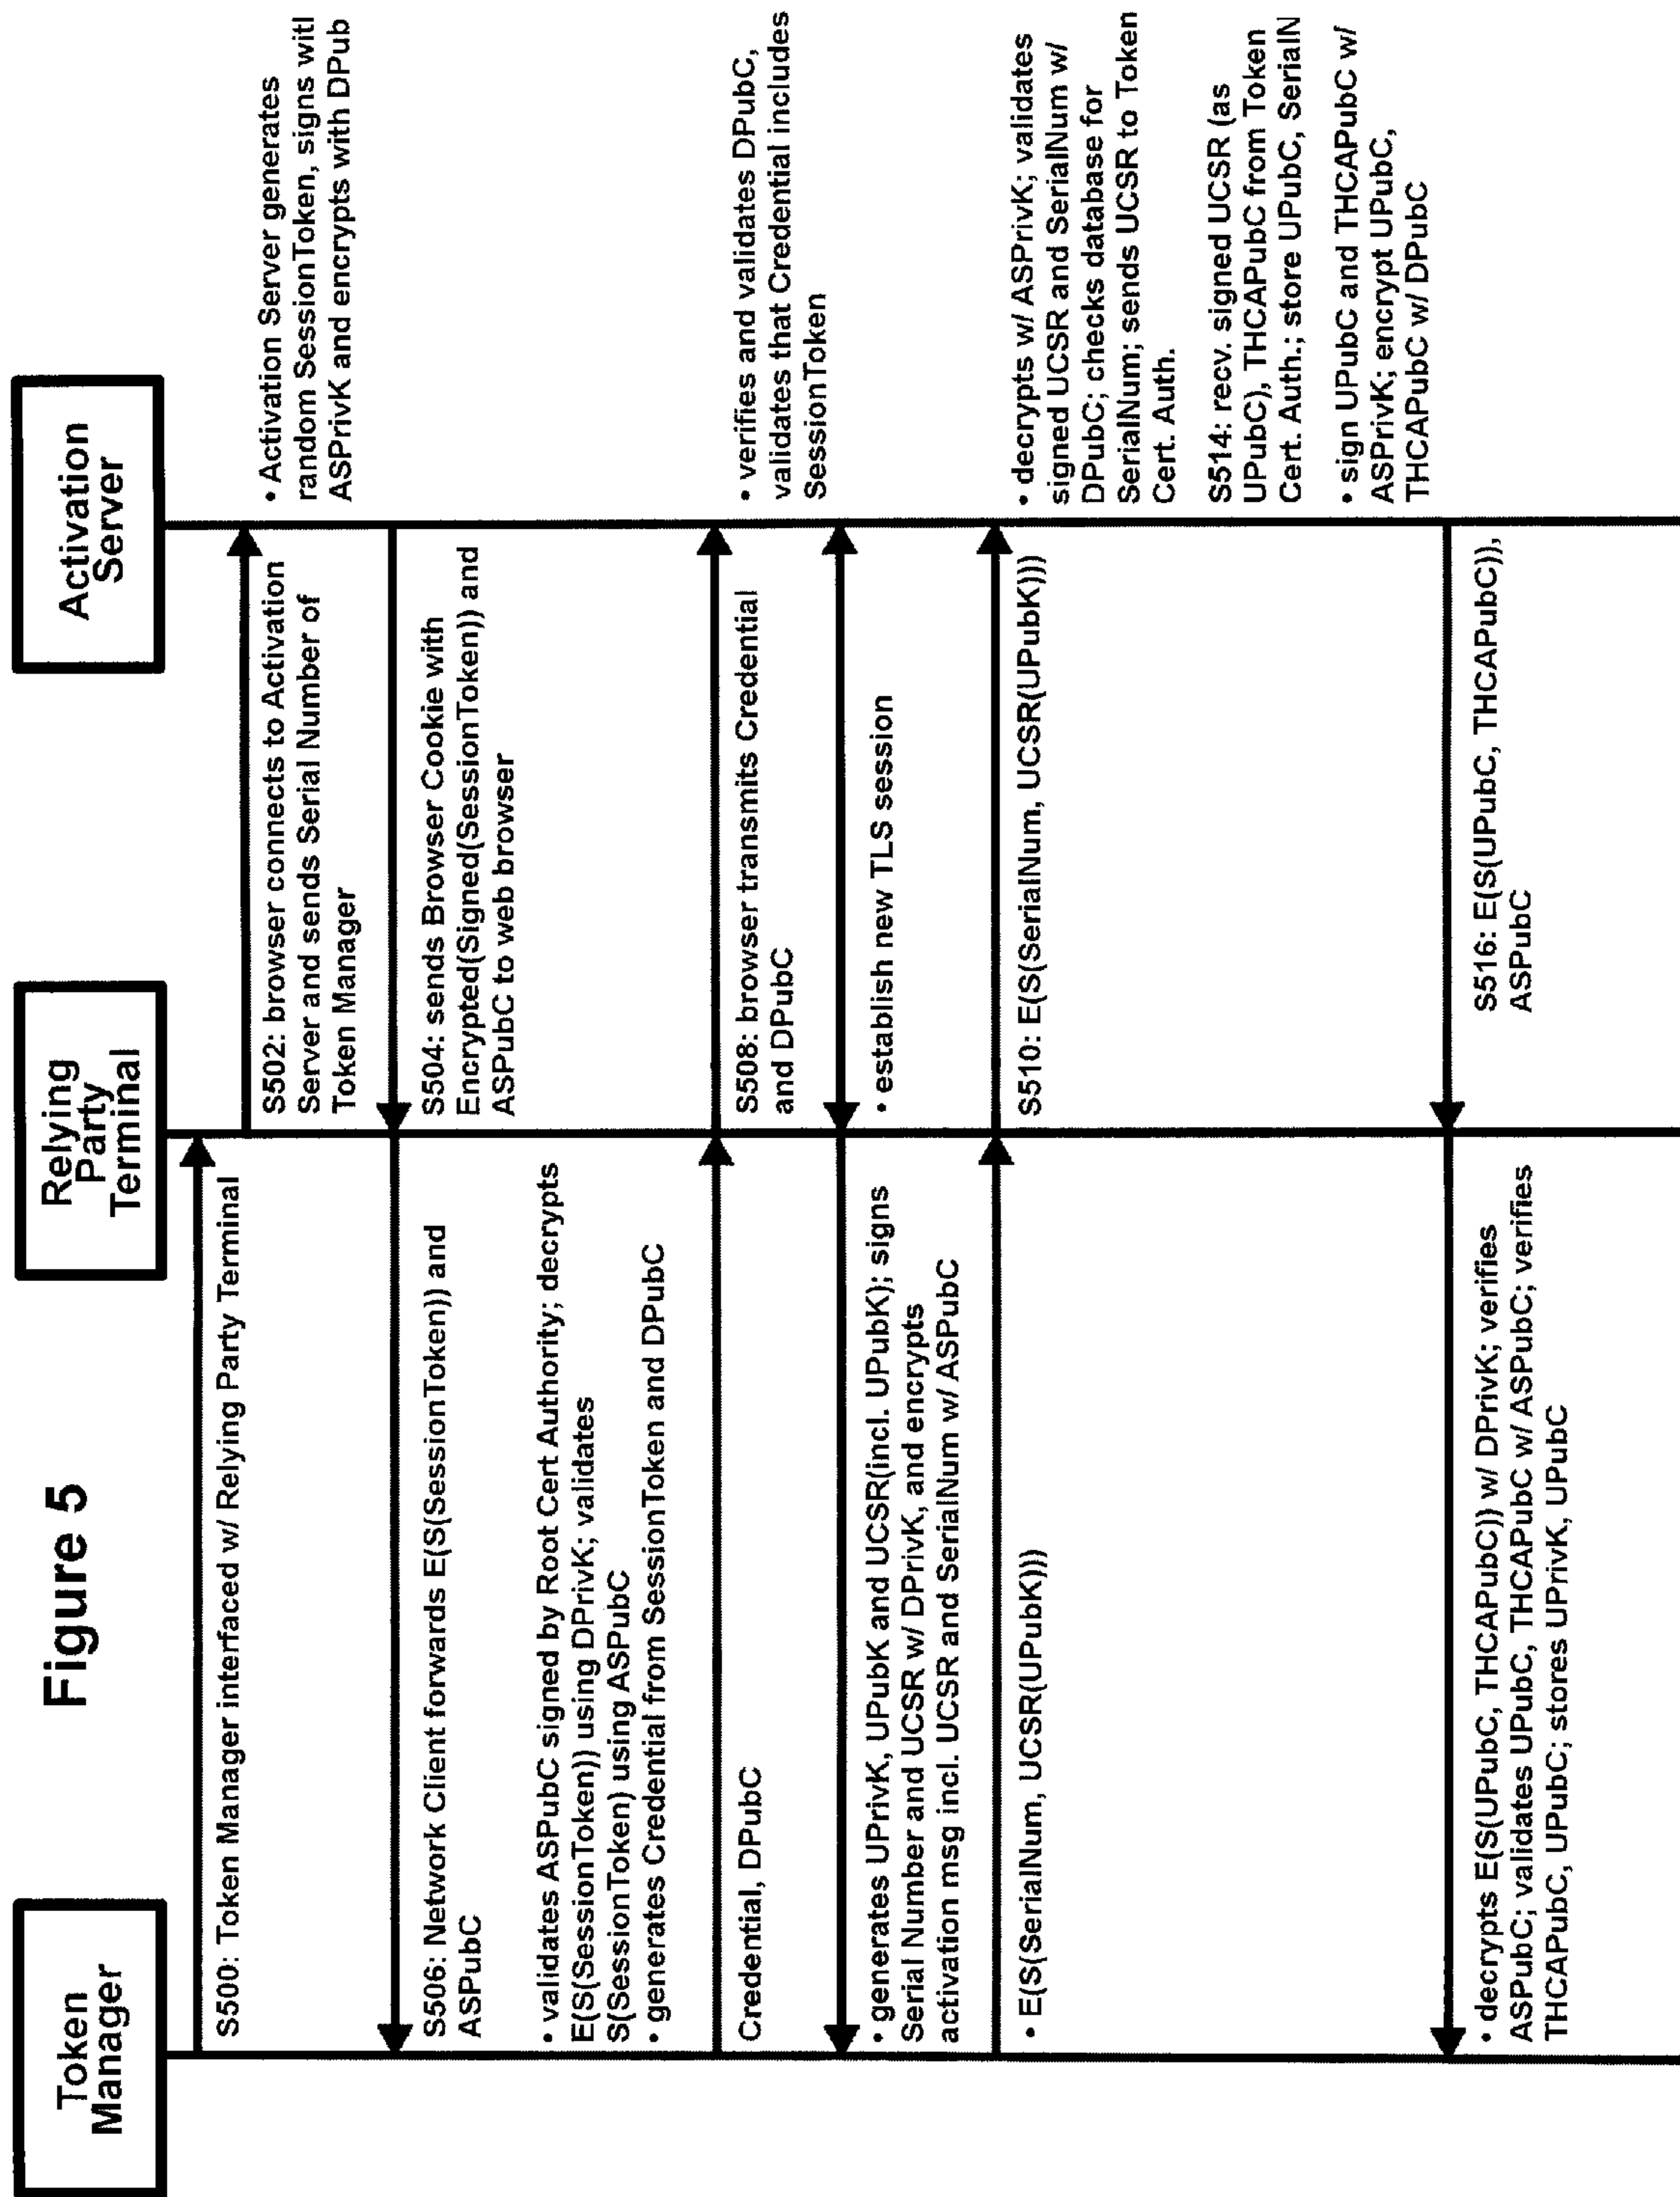 Figure 5
Token
Manager
Relying
Party
Terminal
Activation
Server
S500: Token Manager interfaced w/ Relying Party Terminal
S502: browser connects to Activation
Server and sends Serial Number of
Token Manager
• Activation Server generates
random SessionToken, signs witl
ASPrivK and encrypts with DPub
S504: sends Browser Cookie with
Encrypted(Signed(SessionToken)) and
ASPubC to web browser
S506: Network Client forwards E(S(SessionToken)) and
ASPubC
• validates ASPubC signed by Root Cert Authority; decrypts
E(S(SessionToken)) using DPrivK; validates
S(SessionToken) using ASPubC
• generates Credential from SessionToken and DPubC
Credential, DPubC
S508: browser transmits Credential
and DPubC
• verifies and validates DPubC,
validates that Credential includes
SessionToken
• establish new TLS session
• generates UPrivK, UPubK and UCSR(incl. UPubK); signs
Serial Number and UCSR w/ DPrivK, and encrypts
activation msg incl. UCSR and SerialNum w/ ASPubC
• E(S(SerialNum, UCSR(UPubK)))
S510: E(S(SerialNum, UCSR(UPubK)))
• decrypts w/ ASPrivK; validates
signed UCSR and SerialNum w/
DPubC; checks database for
SerialNum; sends UCSR to Token
Cert. Auth.
S514: recv. signed UCSR (as
UPubC), THCAPubC from Token
Cert. Auth.; store UPubC, SerialN
• sign UPubC and THCAPubC w/
ASPrivK; encrypt UPubC,
THCAPubC w/ DPubC
S516: E(S(UPubC, THCAPubC)),
ASPubC
• decrypts E(S(UPubC, THCAPubC)) w/ DPrivK; verifies
ASPubC; validates UPubC, THCAPubC w/ ASPubC; verifies
THCAPubC, UPubC; stores UPrivK, UPubC